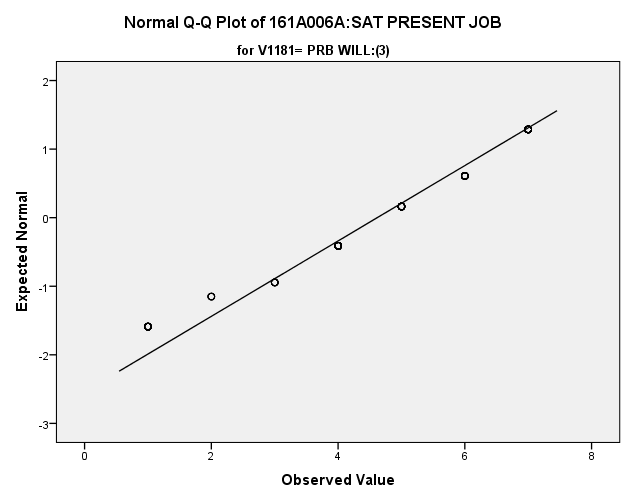 Normal Q-Q Plot of 161A006A:SAT PRESENT JOB
for V1181= PRB WILL:(3)
Expected Normal
2
1
0
-1
-2
-3
0 2 4 6 8
Observed Value